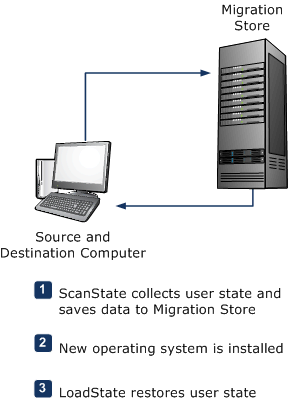 Migration
Store
Source and
Destination Computer
1 ScanState collects user state and
saves data to Migration Store
2 New operating system is installed
3 LoadState restores user state